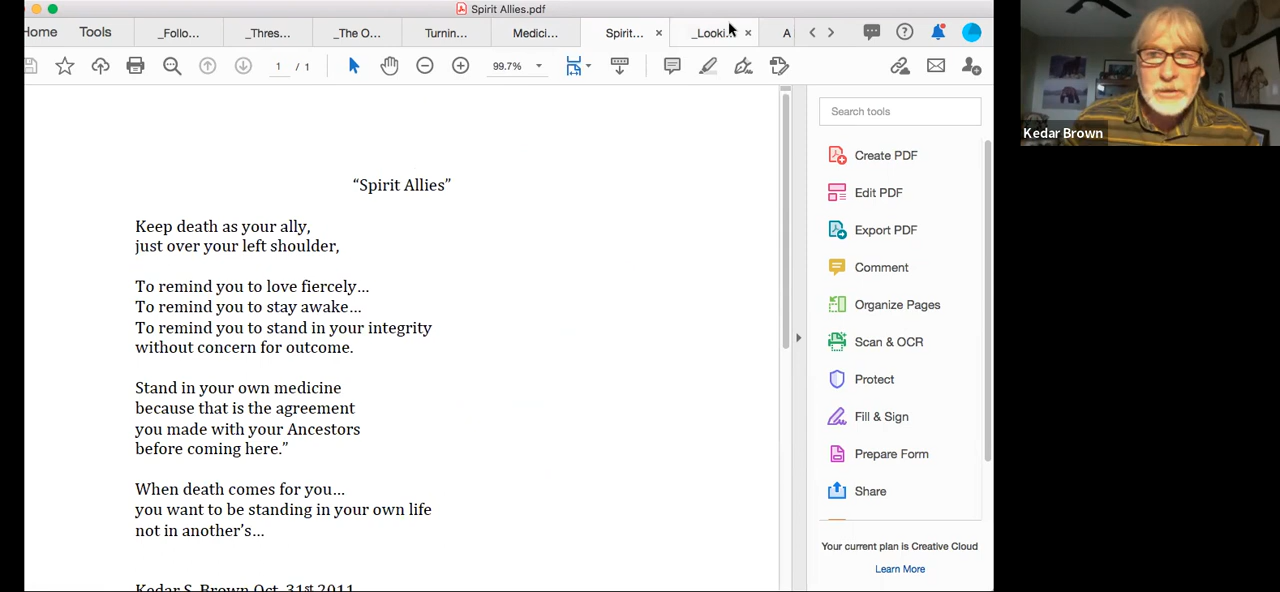 Spirit Allies.pdf
Home
Tools
_Follo...
_Thres...
_The O...
Turnin...
Medici...
Spirit... ×
_Looki... ×
A
1 / 1
99.7%
“Spirit Allies”
Keep death as your ally,
just over your left shoulder,
To remind you to love fiercely…
To remind you to stay awake…
To remind you to stand in your integrity
without concern for outcome.
Stand in your own medicine
because that is the agreement
you made with your Ancestors
before coming here.”
When death comes for you…
you want to be standing in your own life
not in another’s…
Kedar S. Brown Oct. 31st 2011
Search tools
Create PDF
Edit PDF
Export PDF
Comment
Organize Pages
Scan & OCR
Protect
Fill & Sign
Prepare Form
Share
Your current plan is Creative Cloud
Learn More
Kedar Brown